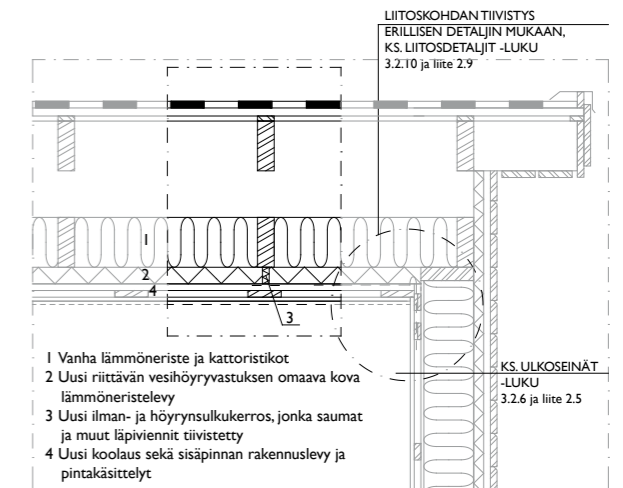 LIITOSKOHDAN TIIVISTYS
ERILLISEN DETALJIN MUKAAN,
KS. LIITOSDETALJIT -LUKU
3.2.10 ja liite 2.9
1
2
4
3
1 Vanha lämmöneriste ja kattoristikot
2 Uusi riittävän vesihöyryvastuksen omaava kova
lämmöneristelevy
3 Uusi ilman- ja höyrynsulkukerros, jonka saumat
ja muut läpiviennit tiivistetty
4 Uusi koolaus sekä sisäpinnan rakennuslevy ja
pintakäsittelyt
KS. ULKOSEINÄT
-LUKU
3.2.6 ja liite 2.5